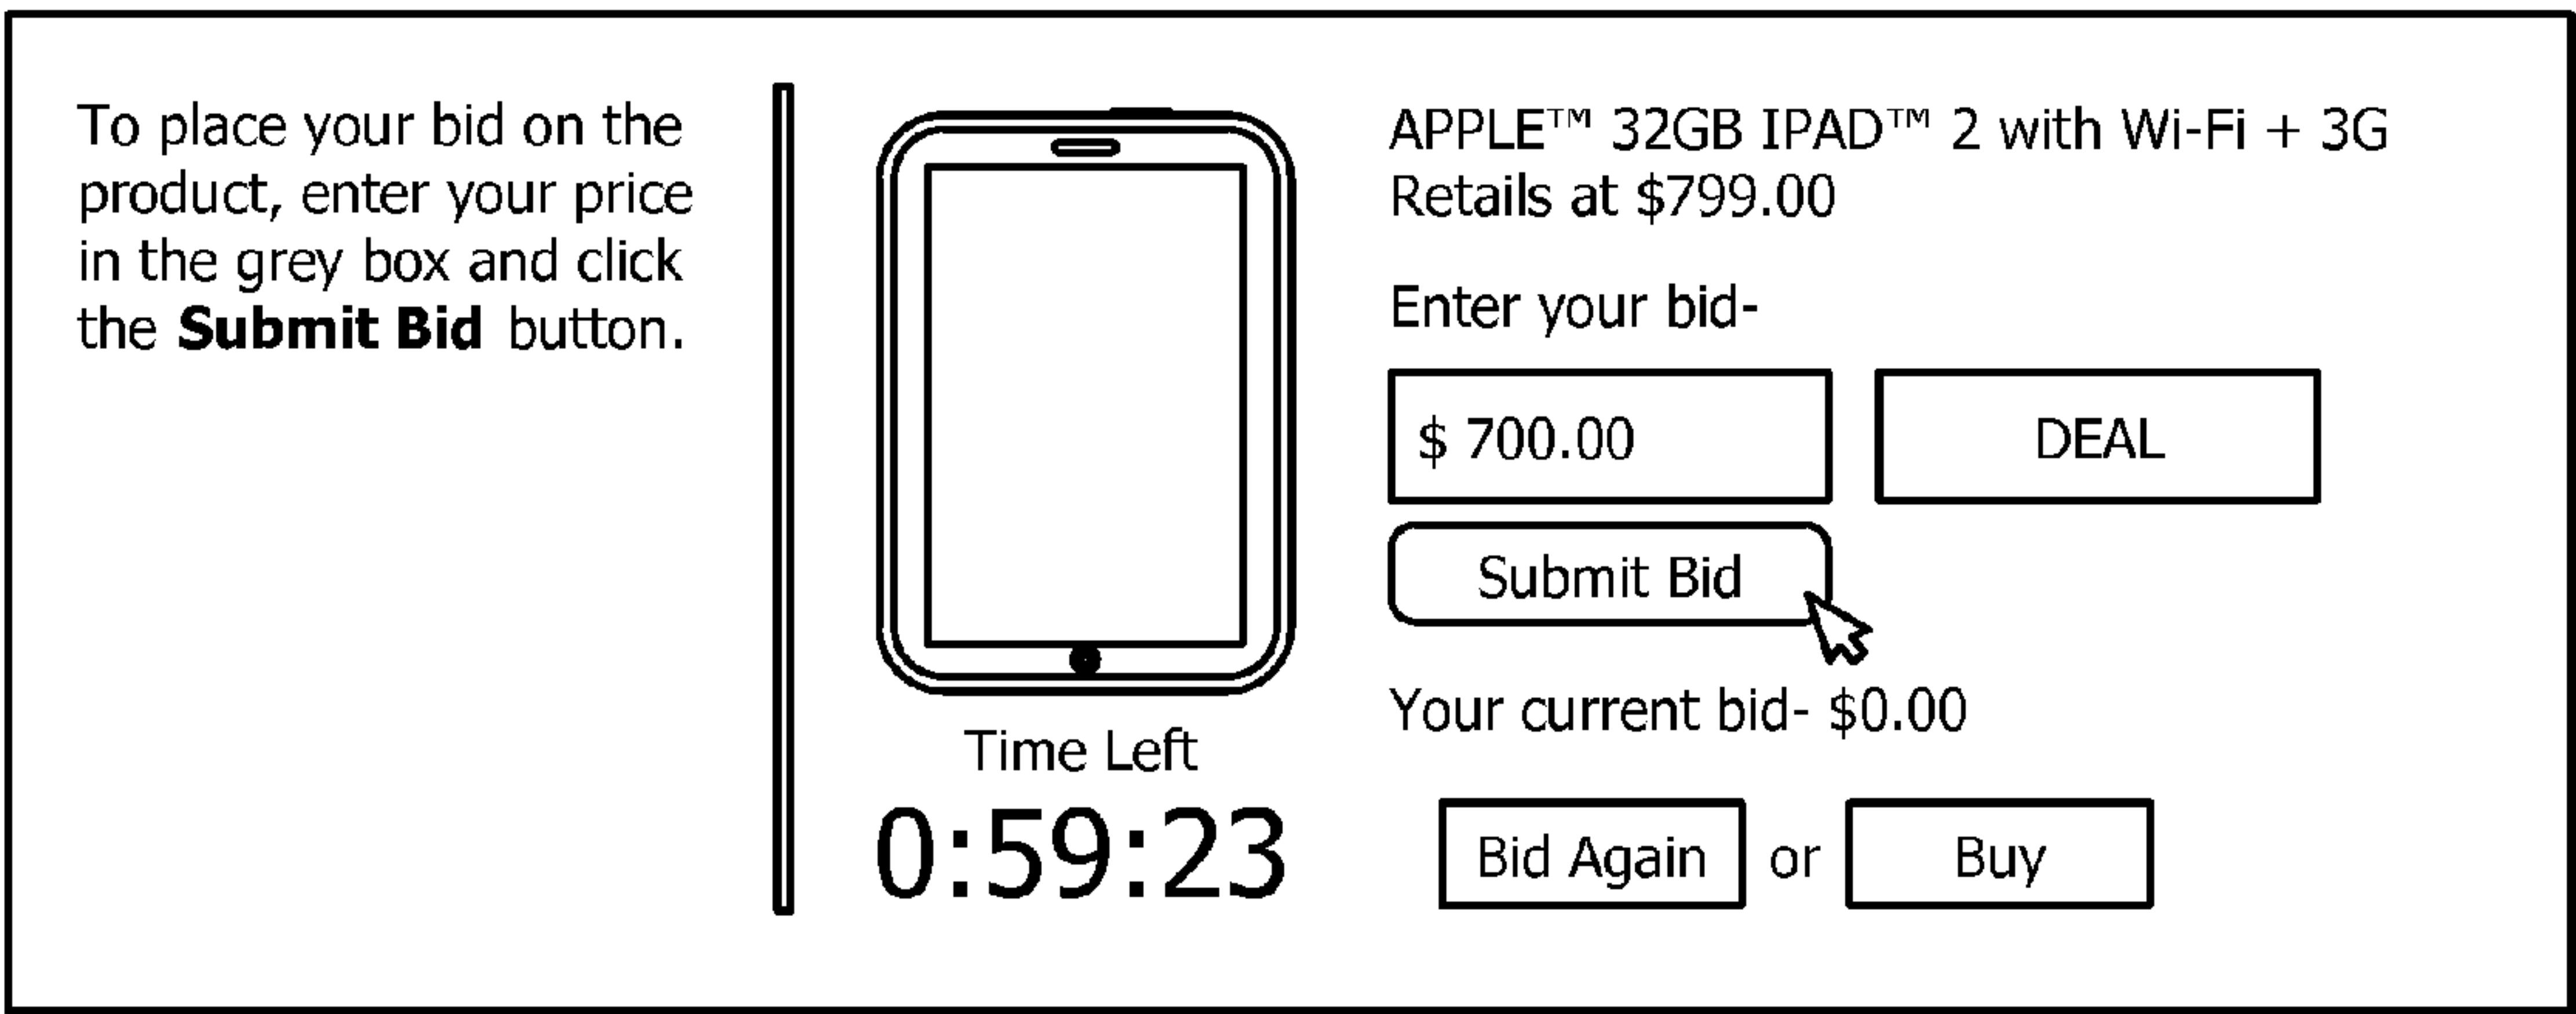 To place your bid on the
product, enter your price
in the grey box and click
the Submit Bid button.
APPLE™ 32GB IPAD™ 2 with Wi-Fi + 3G
Retails at $799.00
Enter your bid-
$ 700.00
DEAL
Submit Bid
Your current bid- $0.00
Time Left
0:59:23
Bid Again or Buy